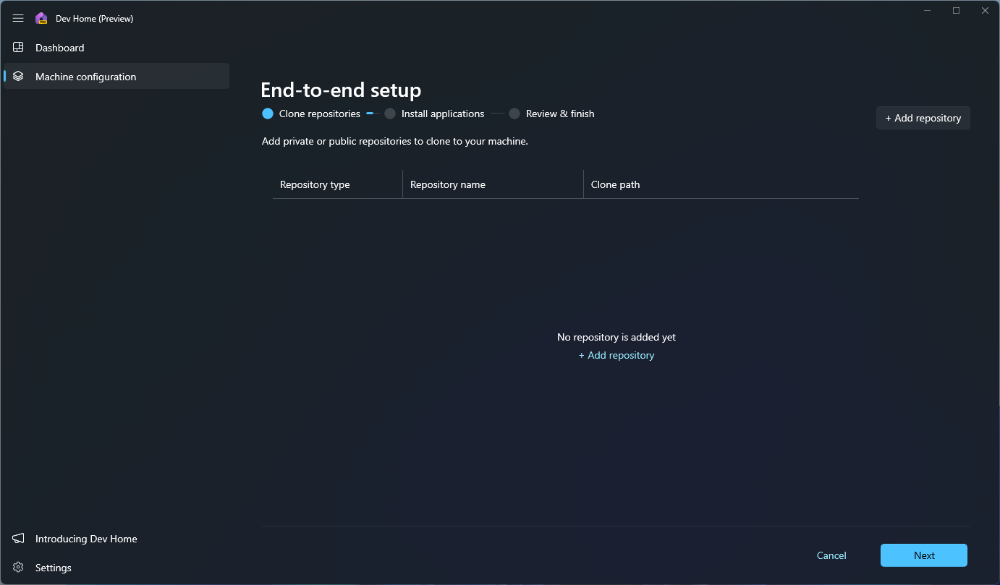 Dev Home (Preview)
Dashboard
Machine configuration
End-to-end setup
Clone repositories
Install applications
Review & finish
+ Add repository
Add private or public repositories to clone to your machine.
Repository type
Repository name
Clone path
No repository is added yet
+ Add repository
Introducing Dev Home
Settings
Cancel
Next